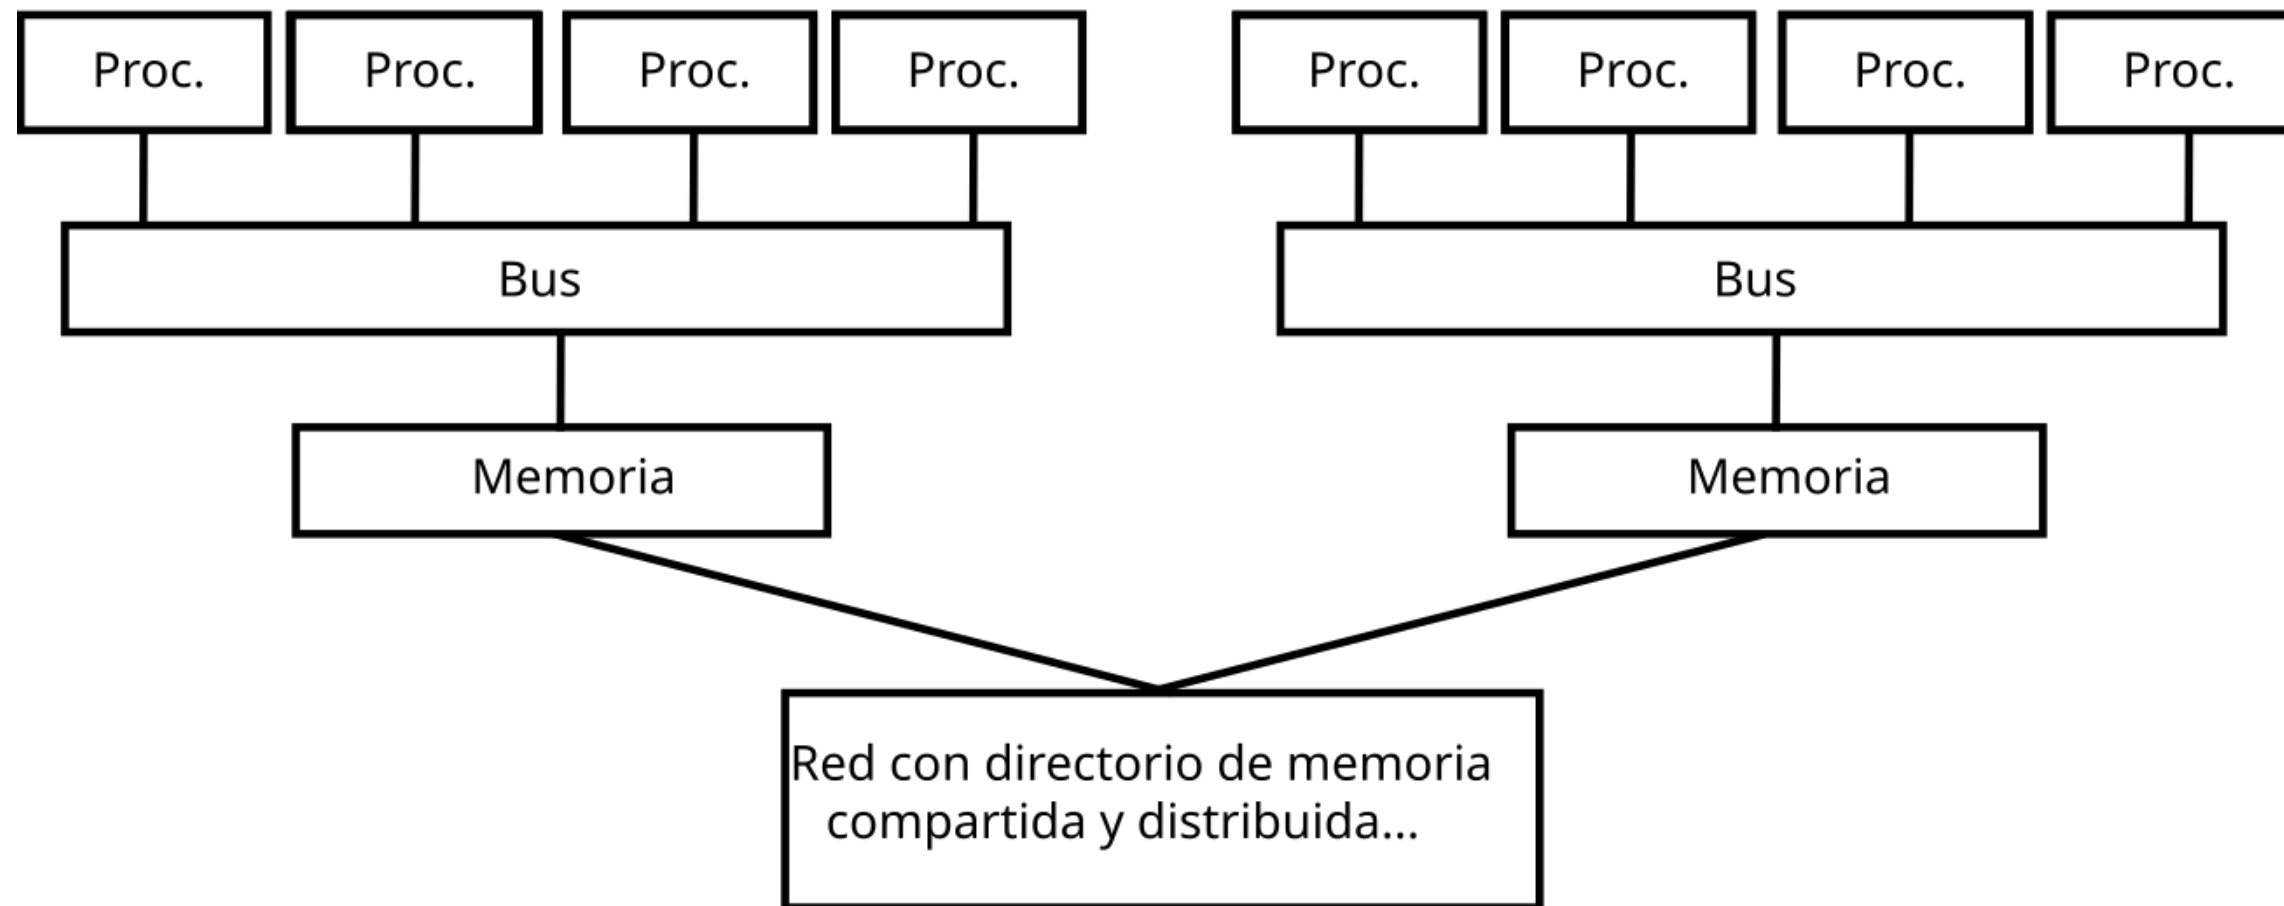 Proc. Proc. Proc. Proc. Proc. Proc. Proc. Proc.
Bus Bus
Memoria Memoria
Red con directorio de memoria
compartida y distribuida...